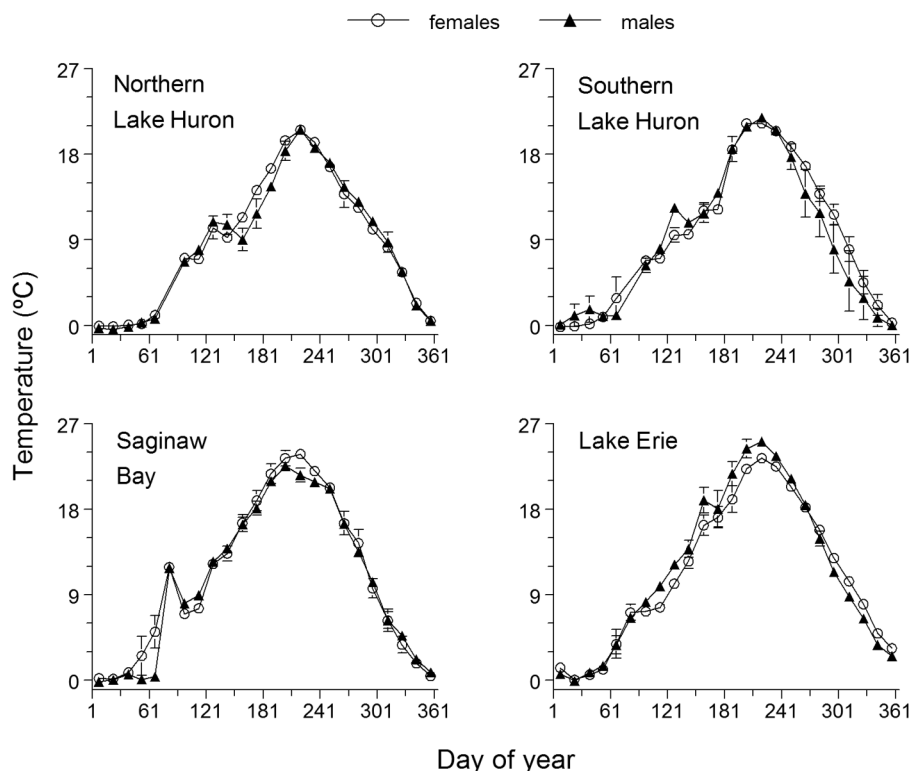 females males
27
18
9
0
Northern
Lake Huron
1 61 121 181 241 301 361
27
18
9
0
Southern
Lake Huron
1 61 121 181 241 301 361
Temperature (ºC)
27
18
9
0
Saginaw
Bay
1 61 121 181 241 301 361
27
18
9
0
Lake Erie
1 61 121 181 241 301 361
Day of year